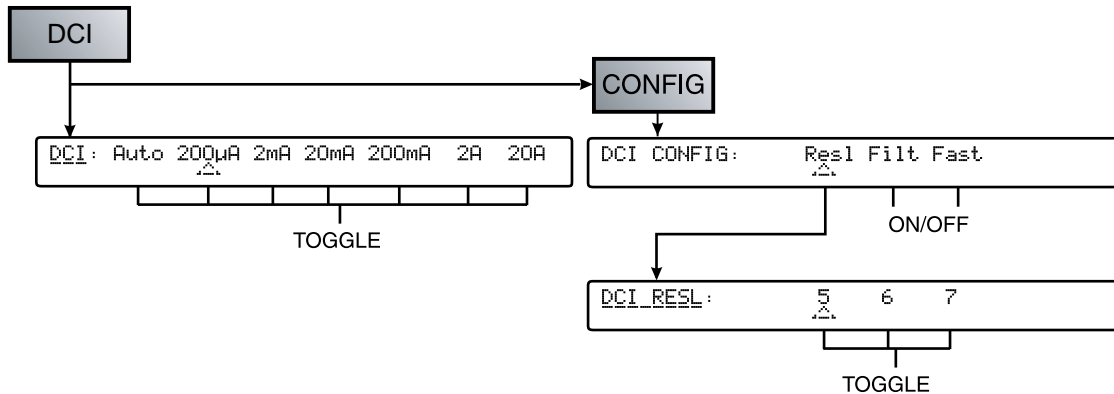 DCI
CONFIG
DCI: Auto 200µA 2mA 20mA 200mA 2A 20A
TOGGLE
DCI CONFIG: Resl Filt Fast
ON/OFF
DCI RESL: 5 6 7
TOGGLE